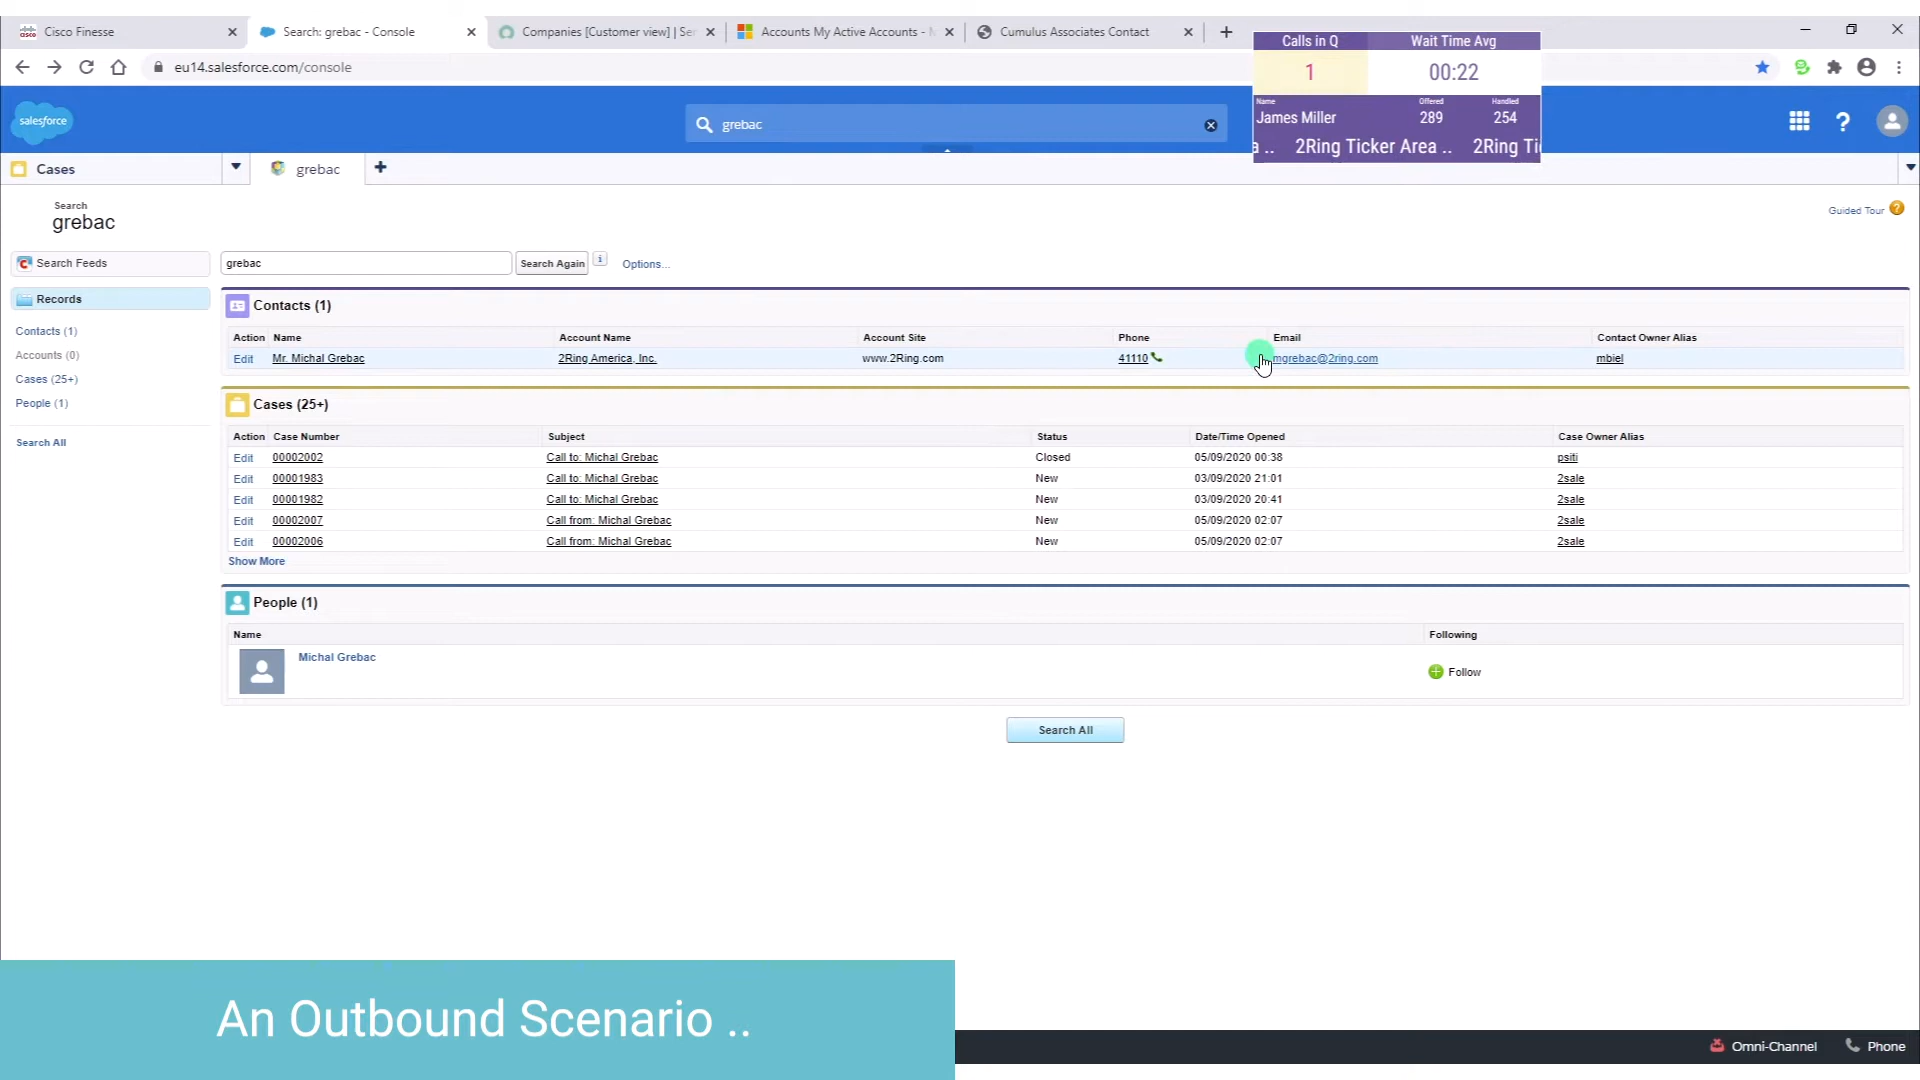 Cisco Finesse
Search: grebac - Console
Companies [Customer view] | Ser
Accounts My Active Accounts -
Cumulus Associates Contact
eu14.salesforce.com/console
Calls in Q Wait Time Avg
1 00:22
Name Offered Handled
James Miller 289 254
a .. 2Ring Ticker Area .. 2Ring Ti
salesforce
grebac
?
Cases
grebac
Search
grebac
Guided Tour ?
Search Feeds
grebac
Search Again
i
Options...
Records
Contacts (1)
Accounts (0)
Cases (25+)
People (1)
Search All
Contacts (1)
Action Name Account Name Account Site Phone Email Contact Owner Alias
Edit Mr. Michal Grebac 2Ring America, Inc. www.2Ring.com 41110 mgrebac@2ring.com mbiel
Cases (25+)
Action Case Number Subject Status Date/Time Opened Case Owner Alias
Edit 00002002 Call to: Michal Grebac Closed 05/09/2020 00:38 psiti
Edit 00001983 Call to: Michal Grebac New 03/09/2020 21:01 2sale
Edit 00001982 Call to: Michal Grebac New 03/09/2020 20:41 2sale
Edit 00002007 Call from: Michal Grebac New 05/09/2020 02:07 2sale
Edit 00002006 Call from: Michal Grebac New 05/09/2020 02:07 2sale
Show More
People (1)
Name Following
Michal Grebac
Follow
Search All
An Outbound Scenario ..
Omni-Channel
Phone